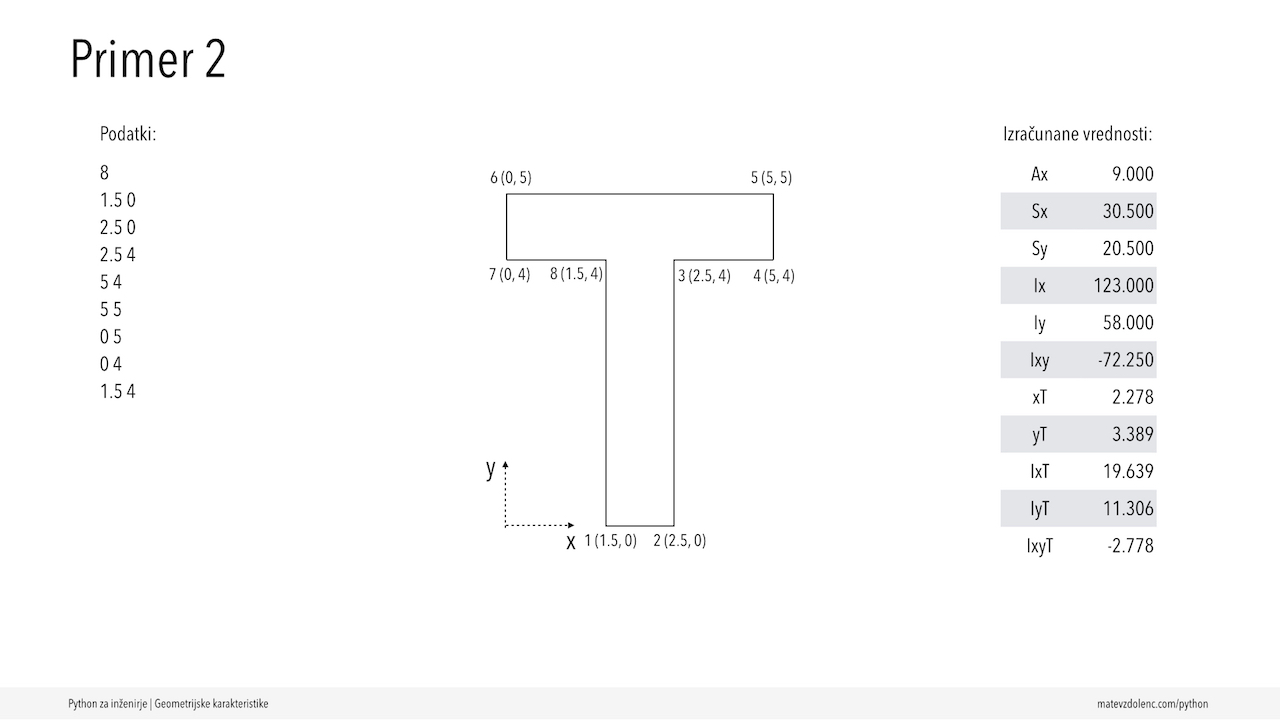 Primer 2
Podatki:
8
1.5 0
2.5 0
2.5 4
5 4
5 5
0 5
0 4
1.5 4
6 (0, 5)
5 (5, 5)
7 (0, 4)
8 (1.5, 4)
3 (2.5, 4)
4 (5, 4)
y
x
1 (1.5, 0)
2 (2.5, 0)
Izračunane vrednosti:
Ax 9.000
Sx 30.500
Sy 20.500
Ix 123.000
Iy 58.000
Ixy -72.250
xT 2.278
yT 3.389
IxT 19.639
IyT 11.306
IxyT -2.778
Python za inženirje | Geometrijske karakteristike
matevzdolenc.com/python